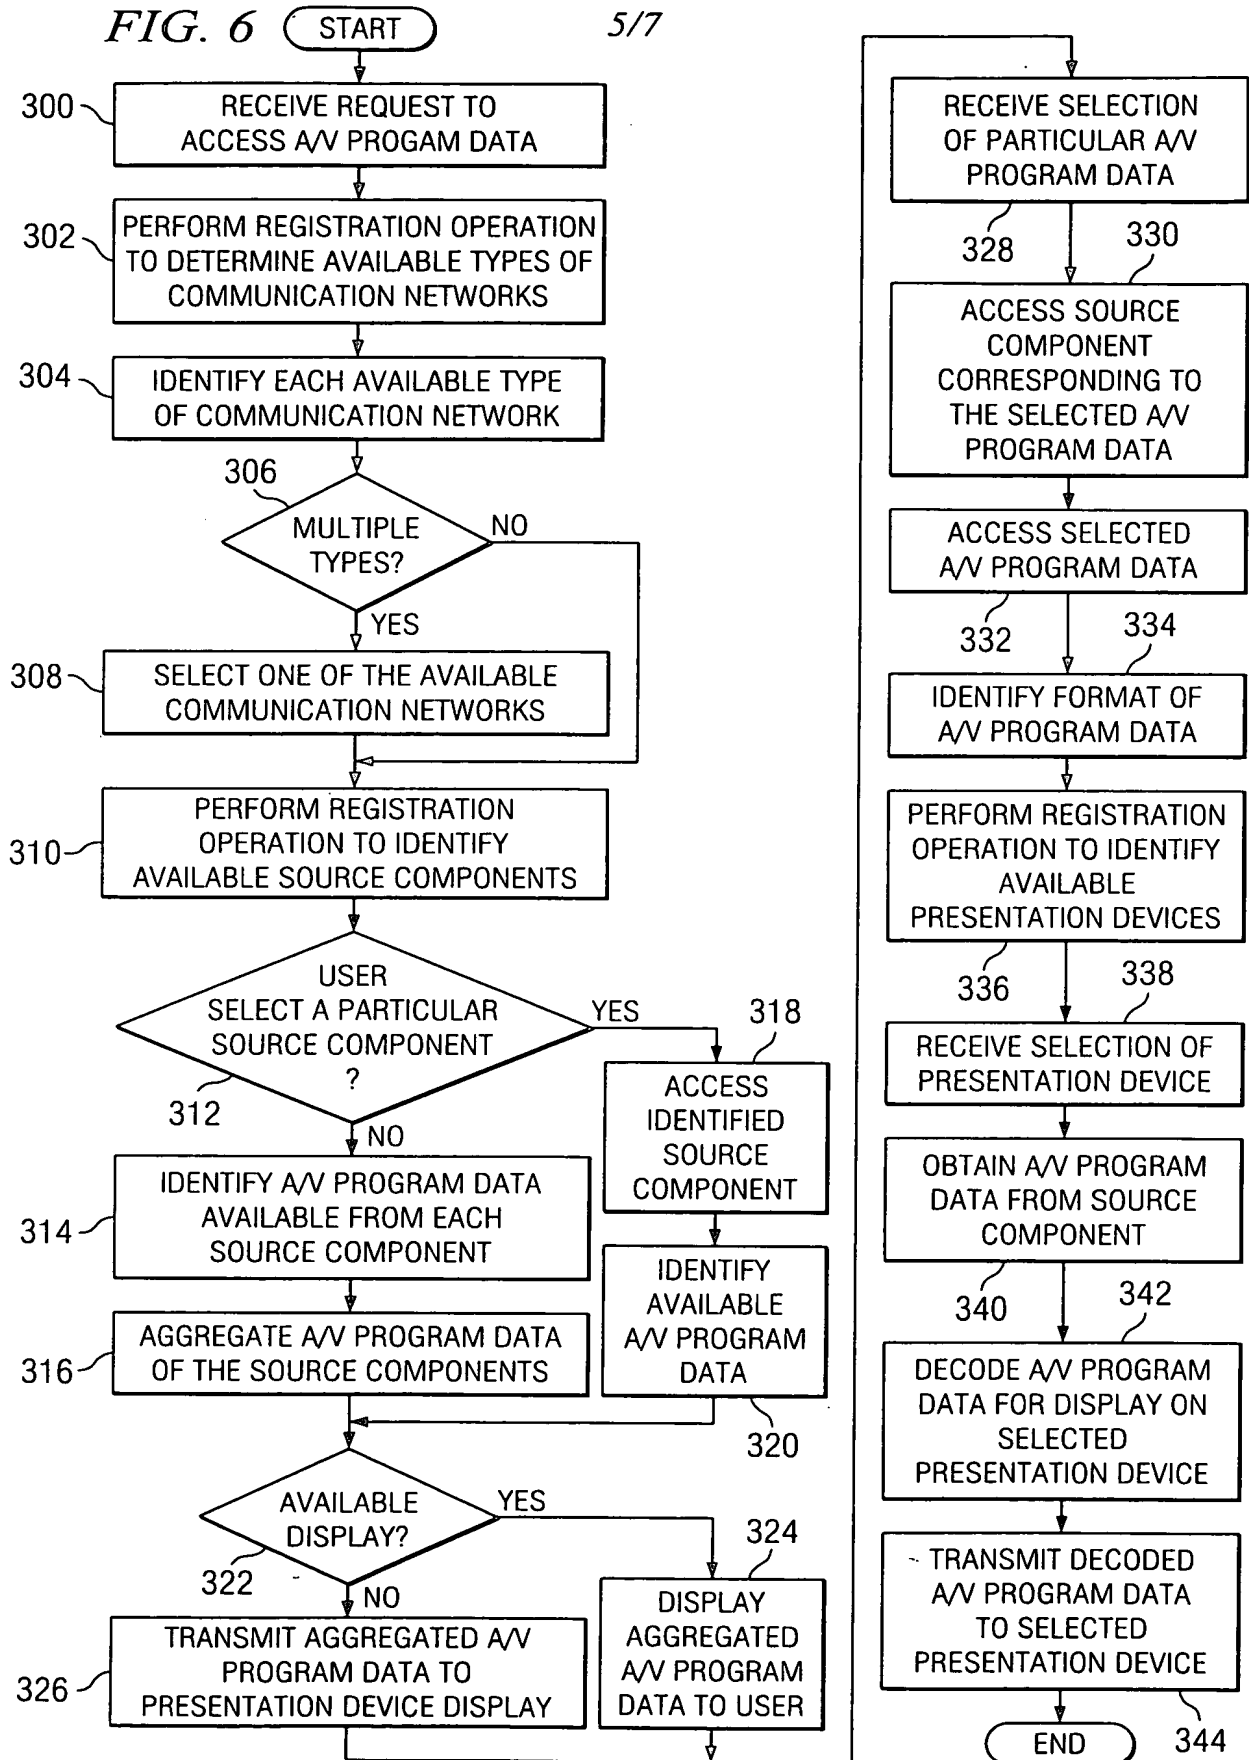 FIG. 6
START
5/7
300
RECEIVE REQUEST TO
ACCESS A/V PROGAM DATA
302
PERFORM REGISTRATION OPERATION
TO DETERMINE AVAILABLE TYPES OF
COMMUNICATION NETWORKS
304
IDENTIFY EACH AVAILABLE TYPE
OF COMMUNICATION NETWORK
306
MULTIPLE
TYPES?
NO
YES
308
SELECT ONE OF THE AVAILABLE
COMMUNICATION NETWORKS
310
PERFORM REGISTRATION
OPERATION TO IDENTIFY
AVAILABLE SOURCE COMPONENTS
USER
SELECT A PARTICULAR
SOURCE COMPONENT
?
312
YES
NO
318
ACCESS
IDENTIFIED
SOURCE
COMPONENT
314
IDENTIFY A/V PROGRAM DATA
AVAILABLE FROM EACH
SOURCE COMPONENT
316
AGGREGATE A/V PROGRAM DATA
OF THE SOURCE COMPONENTS
IDENTIFY
AVAILABLE
A/V PROGRAM
DATA
320
AVAILABLE
DISPLAY?
322
YES
NO
324
DISPLAY
AGGREGATED
A/V PROGRAM
DATA TO USER
326
TRANSMIT AGGREGATED A/V
PROGRAM DATA TO
PRESENTATION DEVICE DISPLAY
RECEIVE SELECTION
OF PARTICULAR A/V
PROGRAM DATA
328
330
ACCESS SOURCE
COMPONENT
CORRESPONDING TO
THE SELECTED A/V
PROGRAM DATA
ACCESS SELECTED
A/V PROGRAM DATA
332
334
IDENTIFY FORMAT OF
A/V PROGRAM DATA
PERFORM REGISTRATION
OPERATION TO IDENTIFY
AVAILABLE
PRESENTATION DEVICES
336
338
RECEIVE SELECTION OF
PRESENTATION DEVICE
OBTAIN A/V PROGRAM
DATA FROM SOURCE
COMPONENT
340
342
DECODE A/V PROGRAM
DATA FOR DISPLAY ON
SELECTED
PRESENTATION DEVICE
TRANSMIT DECODED
A/V PROGRAM DATA
TO SELECTED
PRESENTATION DEVICE
344
END